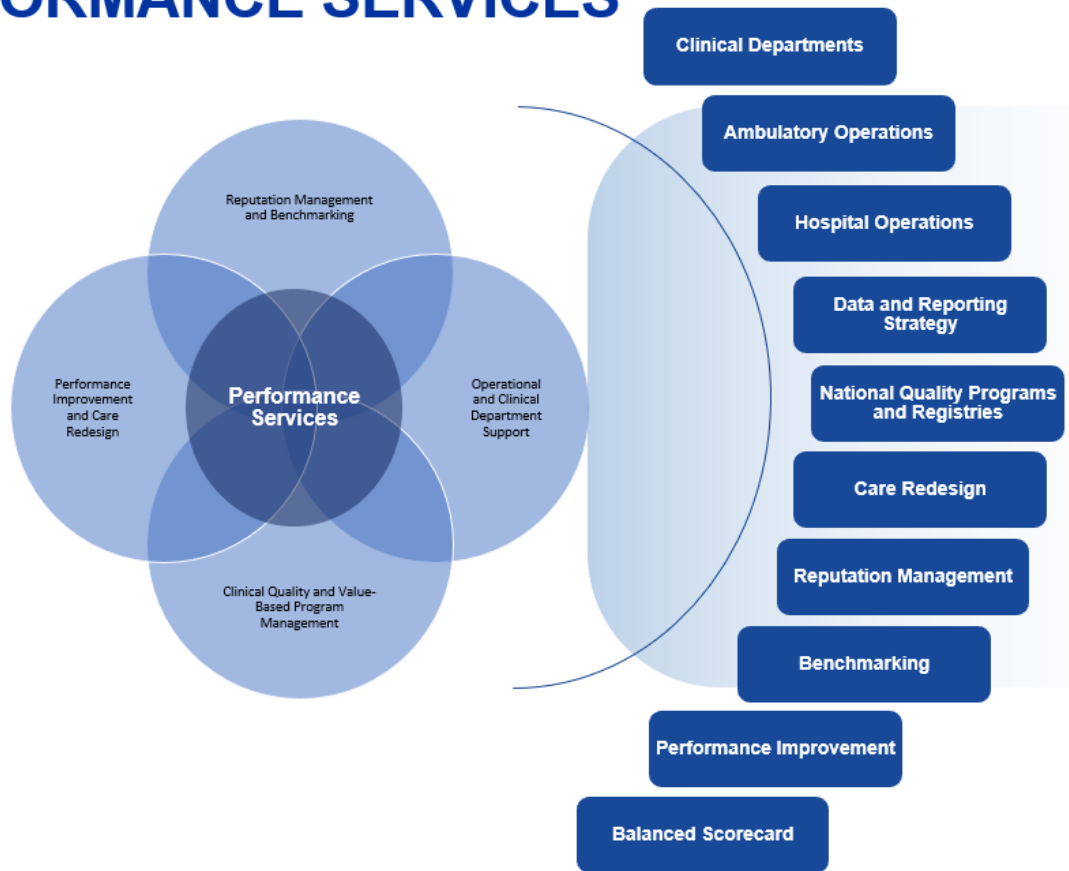 ORMANCE SERVICES
Reputation Management
and Benchmarking
Performance
Improvement
and Care
Redesign
Performance
Services
Operational
and Clinical
Department
Support
Clinical Quality and Value-
Based Program
Management
Clinical Departments
Ambulatory Operations
Hospital Operations
Data and Reporting
Strategy
National Quality Programs
and Registries
Care Redesign
Reputation Management
Benchmarking
Performance Improvement
Balanced Scorecard